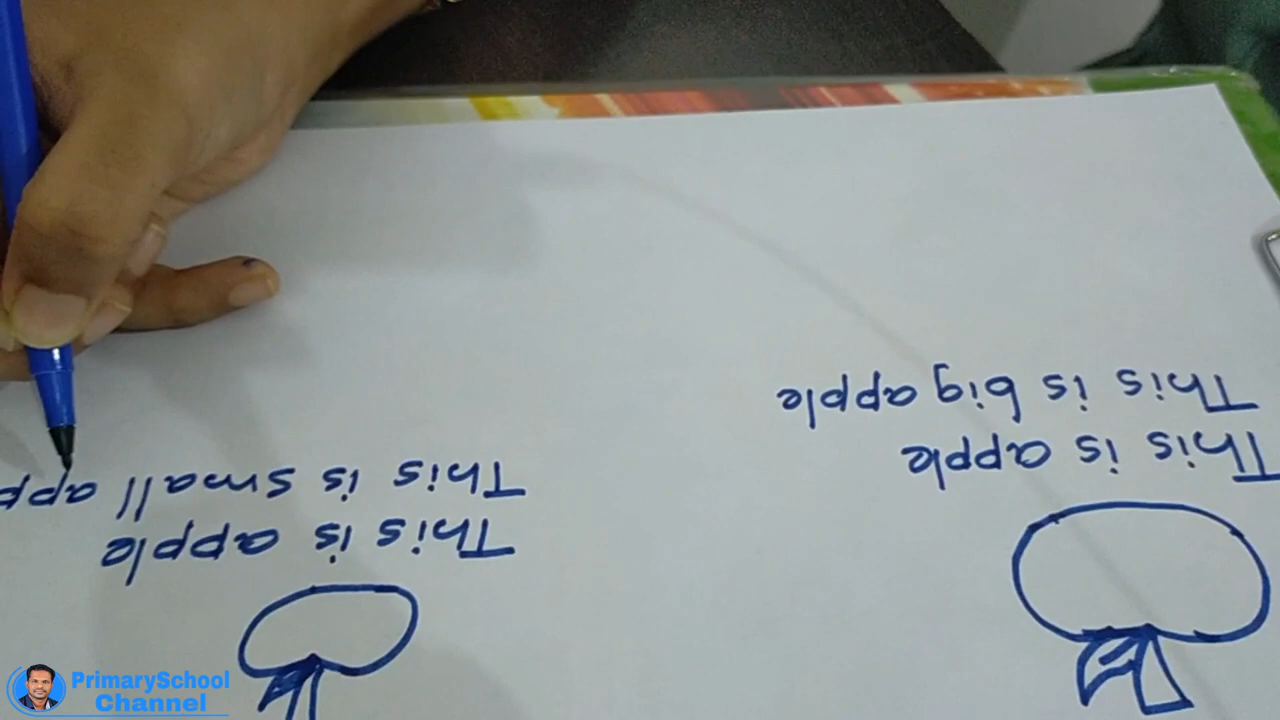 This is apple
This is big apple
This is apple
This is small app
PrimarySchool
Channel